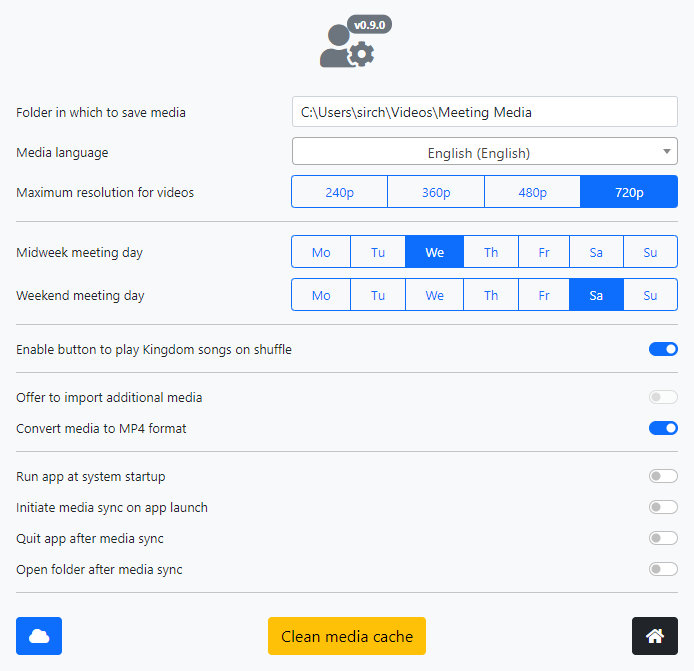 v0.9.0
Folder in which to save media C:\Users\sirch\Videos\Meeting Media
Media language English (English)
Maximum resolution for videos 240p 360p 480p 720p
Midweek meeting day Mo Tu We Th Fr Sa Su
Weekend meeting day Mo Tu We Th Fr Sa Su
Enable button to play Kingdom songs on shuffle
Offer to import additional media
Convert media to MP4 format
Run app at system startup
Initiate media sync on app launch
Quit app after media sync
Open folder after media sync
Clean media cache